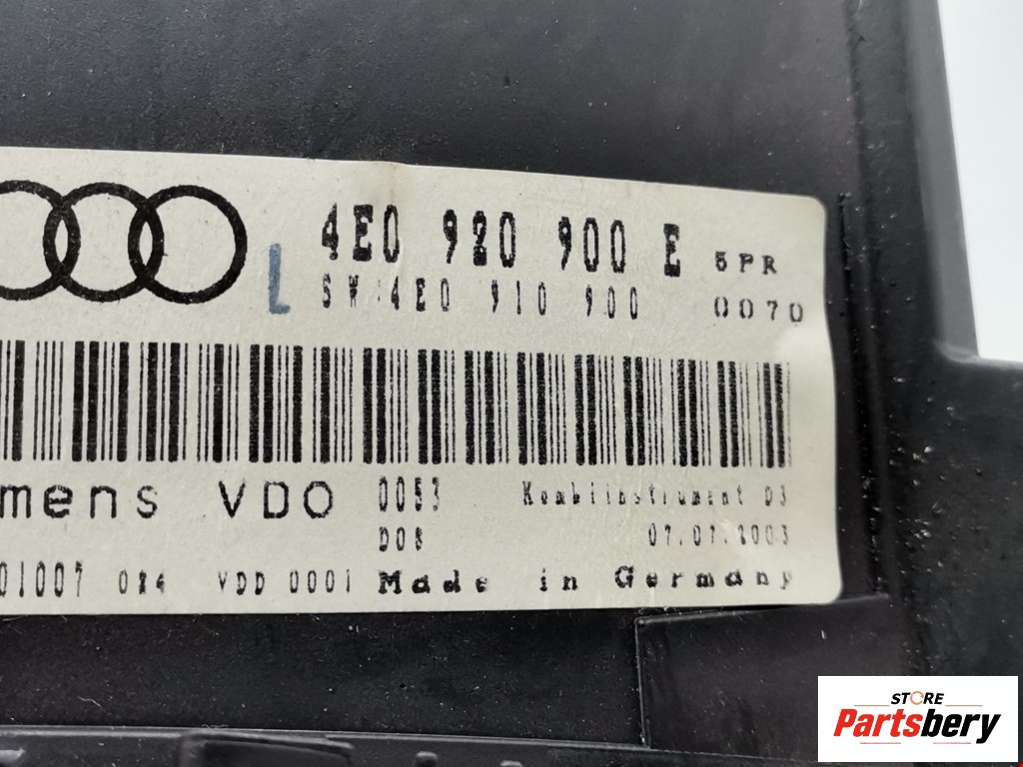 L 4E0 920 900 E 5PR
SW:4E0 910 900 0070
mens VDO 0053 Kombiinstrument D3
D08 07.07.2003
01007 024 VDD 0001 Made in Germany
STORE
Partsbery